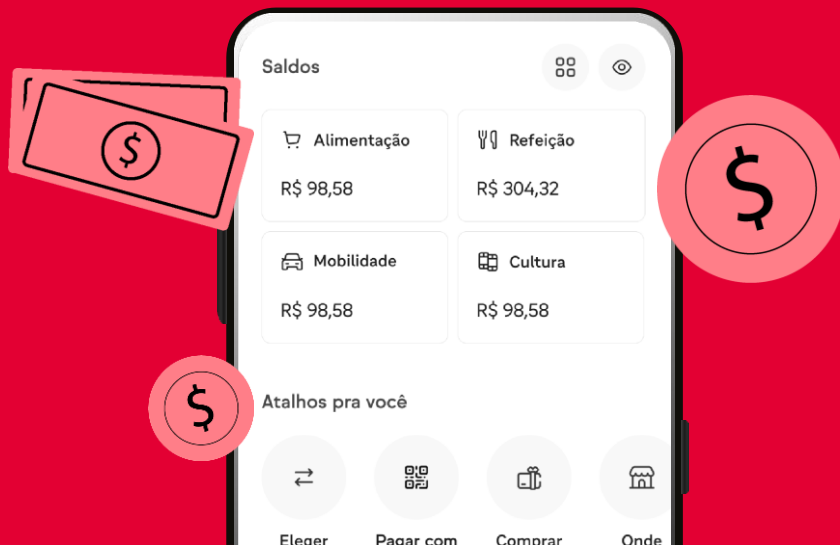 Saldos
Alimentação
Refeição
R$ 98,58
R$ 304,32
Mobilidade
Cultura
R$ 98,58
R$ 98,58
Atalhos pra você
Eleger
Pagar com
Comprar
Onde
$
$
$